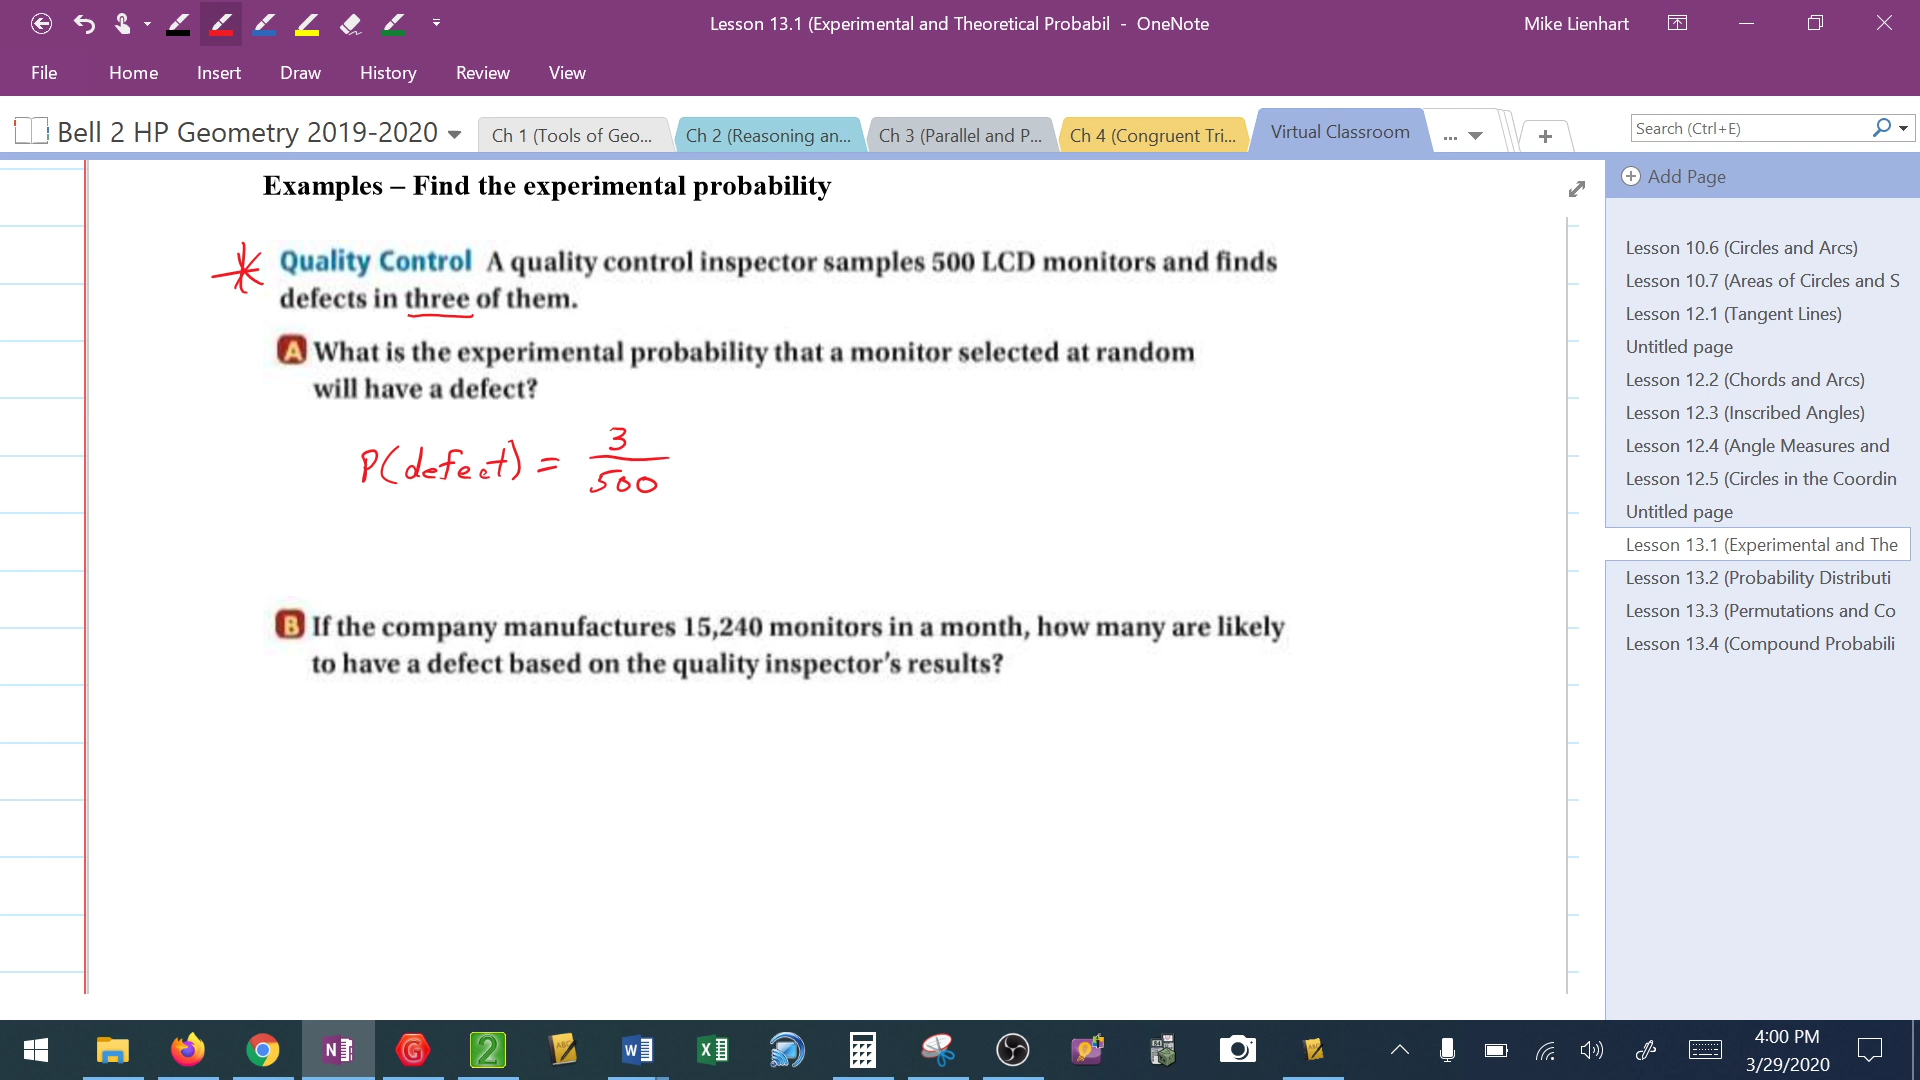 Lesson 13.1 (Experimental and Theoretical Probabil - OneNote
Mike Lienhart
File Home Insert Draw History Review View
Bell 2 HP Geometry 2019-2020
Ch 1 (Tools of Geo...
Ch 2 (Reasoning an...
Ch 3 (Parallel and P...
Ch 4 (Congruent Tri...
Virtual Classroom
...
+
Search (Ctrl+E)
Examples – Find the experimental probability
Quality Control A quality control inspector samples 500 LCD monitors and finds
defects in three of them.
A What is the experimental probability that a monitor selected at random
will have a defect?
P(defect) = 3/500
B If the company manufactures 15,240 monitors in a month, how many are likely
to have a defect based on the quality inspector's results?
Add Page
Lesson 10.6 (Circles and Arcs)
Lesson 10.7 (Areas of Circles and S
Lesson 12.1 (Tangent Lines)
Untitled page
Lesson 12.2 (Chords and Arcs)
Lesson 12.3 (Inscribed Angles)
Lesson 12.4 (Angle Measures and
Lesson 12.5 (Circles in the Coordin
Untitled page
Lesson 13.1 (Experimental and The
Lesson 13.2 (Probability Distributi
Lesson 13.3 (Permutations and Co
Lesson 13.4 (Compound Probabili
4:00 PM
3/29/2020